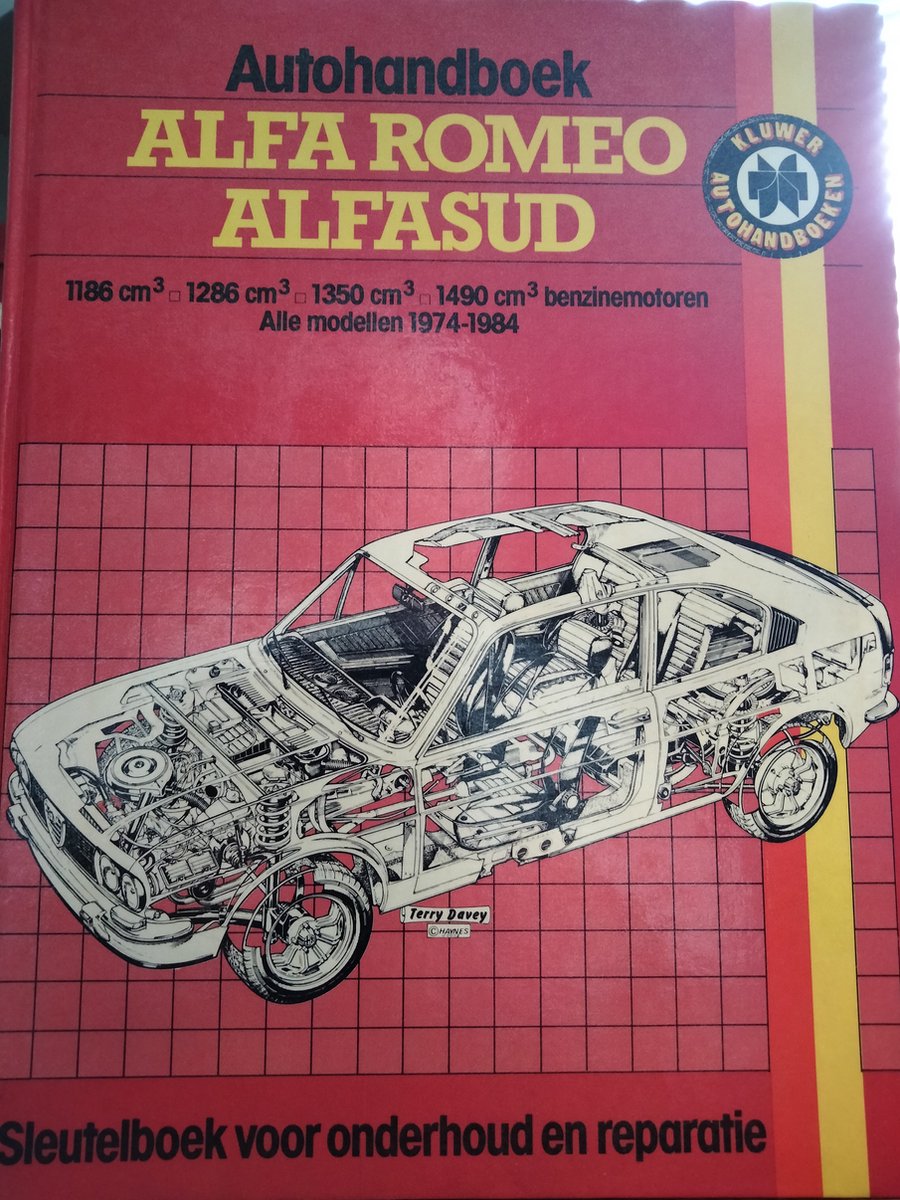 Autohandboek
ALFA ROMEO
ALFASUD
KLUWER
AUTOHANDBOEKEN
1186 cm³ □ 1286 cm³ □ 1350 cm³ □ 1490 cm³ benzinemotoren
Alle modellen 1974-1984
Terry Davey
© HAYNES
Sleutelboek voor onderhoud en reparatie